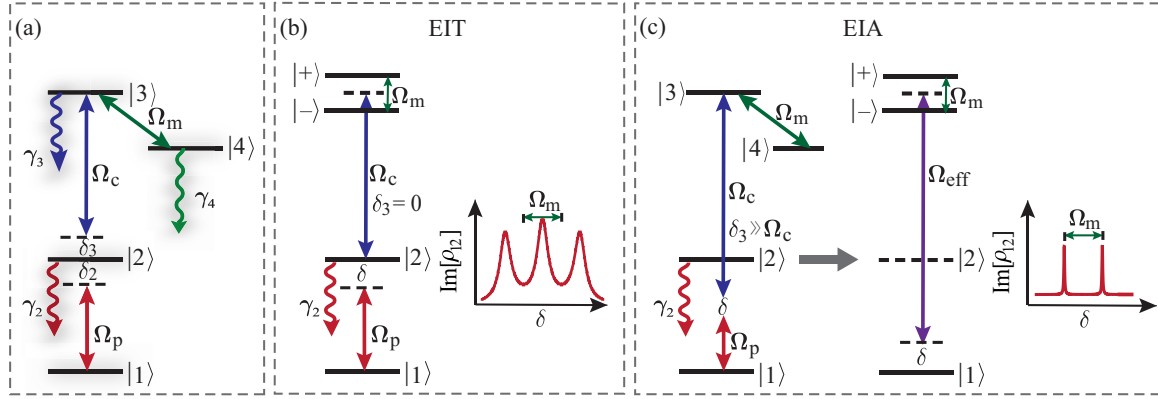 (a)
|3⟩
Ωm
|4⟩
γ3
Ωc
γ4
δ3
|2⟩
δ2
γ2
Ωp
|1⟩
(b)
EIT
|+⟩
Ωm
|−⟩
Ωc
δ3 = 0
|2⟩
δ
γ2
Ωp
|1⟩
Ωm
Im[ρ12]
δ
(c)
EIA
|3⟩
Ωm
|4⟩
Ωc
δ3 ≫ Ωc
|2⟩
γ2
δ
Ωp
|1⟩
|+⟩
Ωm
|−⟩
Ωeff
|2⟩
δ
|1⟩
Ωm
Im[ρ12]
δ